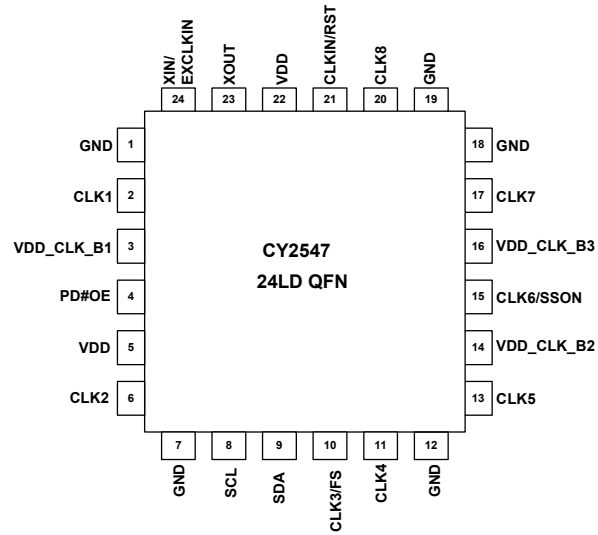 XIN/
EXCLKIN
XOUT
VDD
CLKIN/RST
CLK8
GND
24
23
22
21
20
19
GND 1
CLK1 2
VDD_CLK_B1 3
PD#OE 4
VDD 5
CLK2 6
CY2547
24LD QFN
18 GND
17 CLK7
16 VDD_CLK_B3
15 CLK6/SSON
14 VDD_CLK_B2
13 CLK5
7
8
9
10
11
12
GND
SCL
SDA
CLK3/FS
CLK4
GND